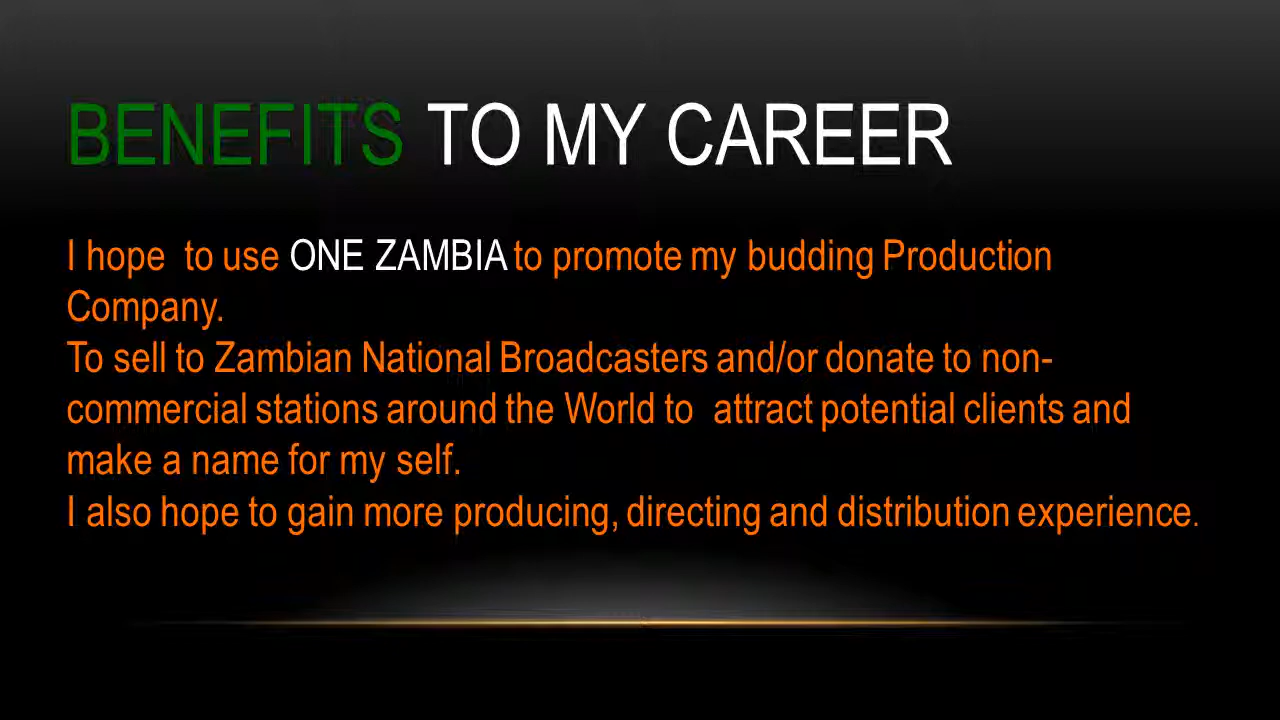 BENEFITS TO MY CAREER
I hope  to use ONE ZAMBIA to promote my budding Production
Company.
To sell to Zambian National Broadcasters and/or donate to non-
commercial stations around the World to  attract potential clients and
make a name for my self.
I also hope to gain more producing, directing and distribution experience.